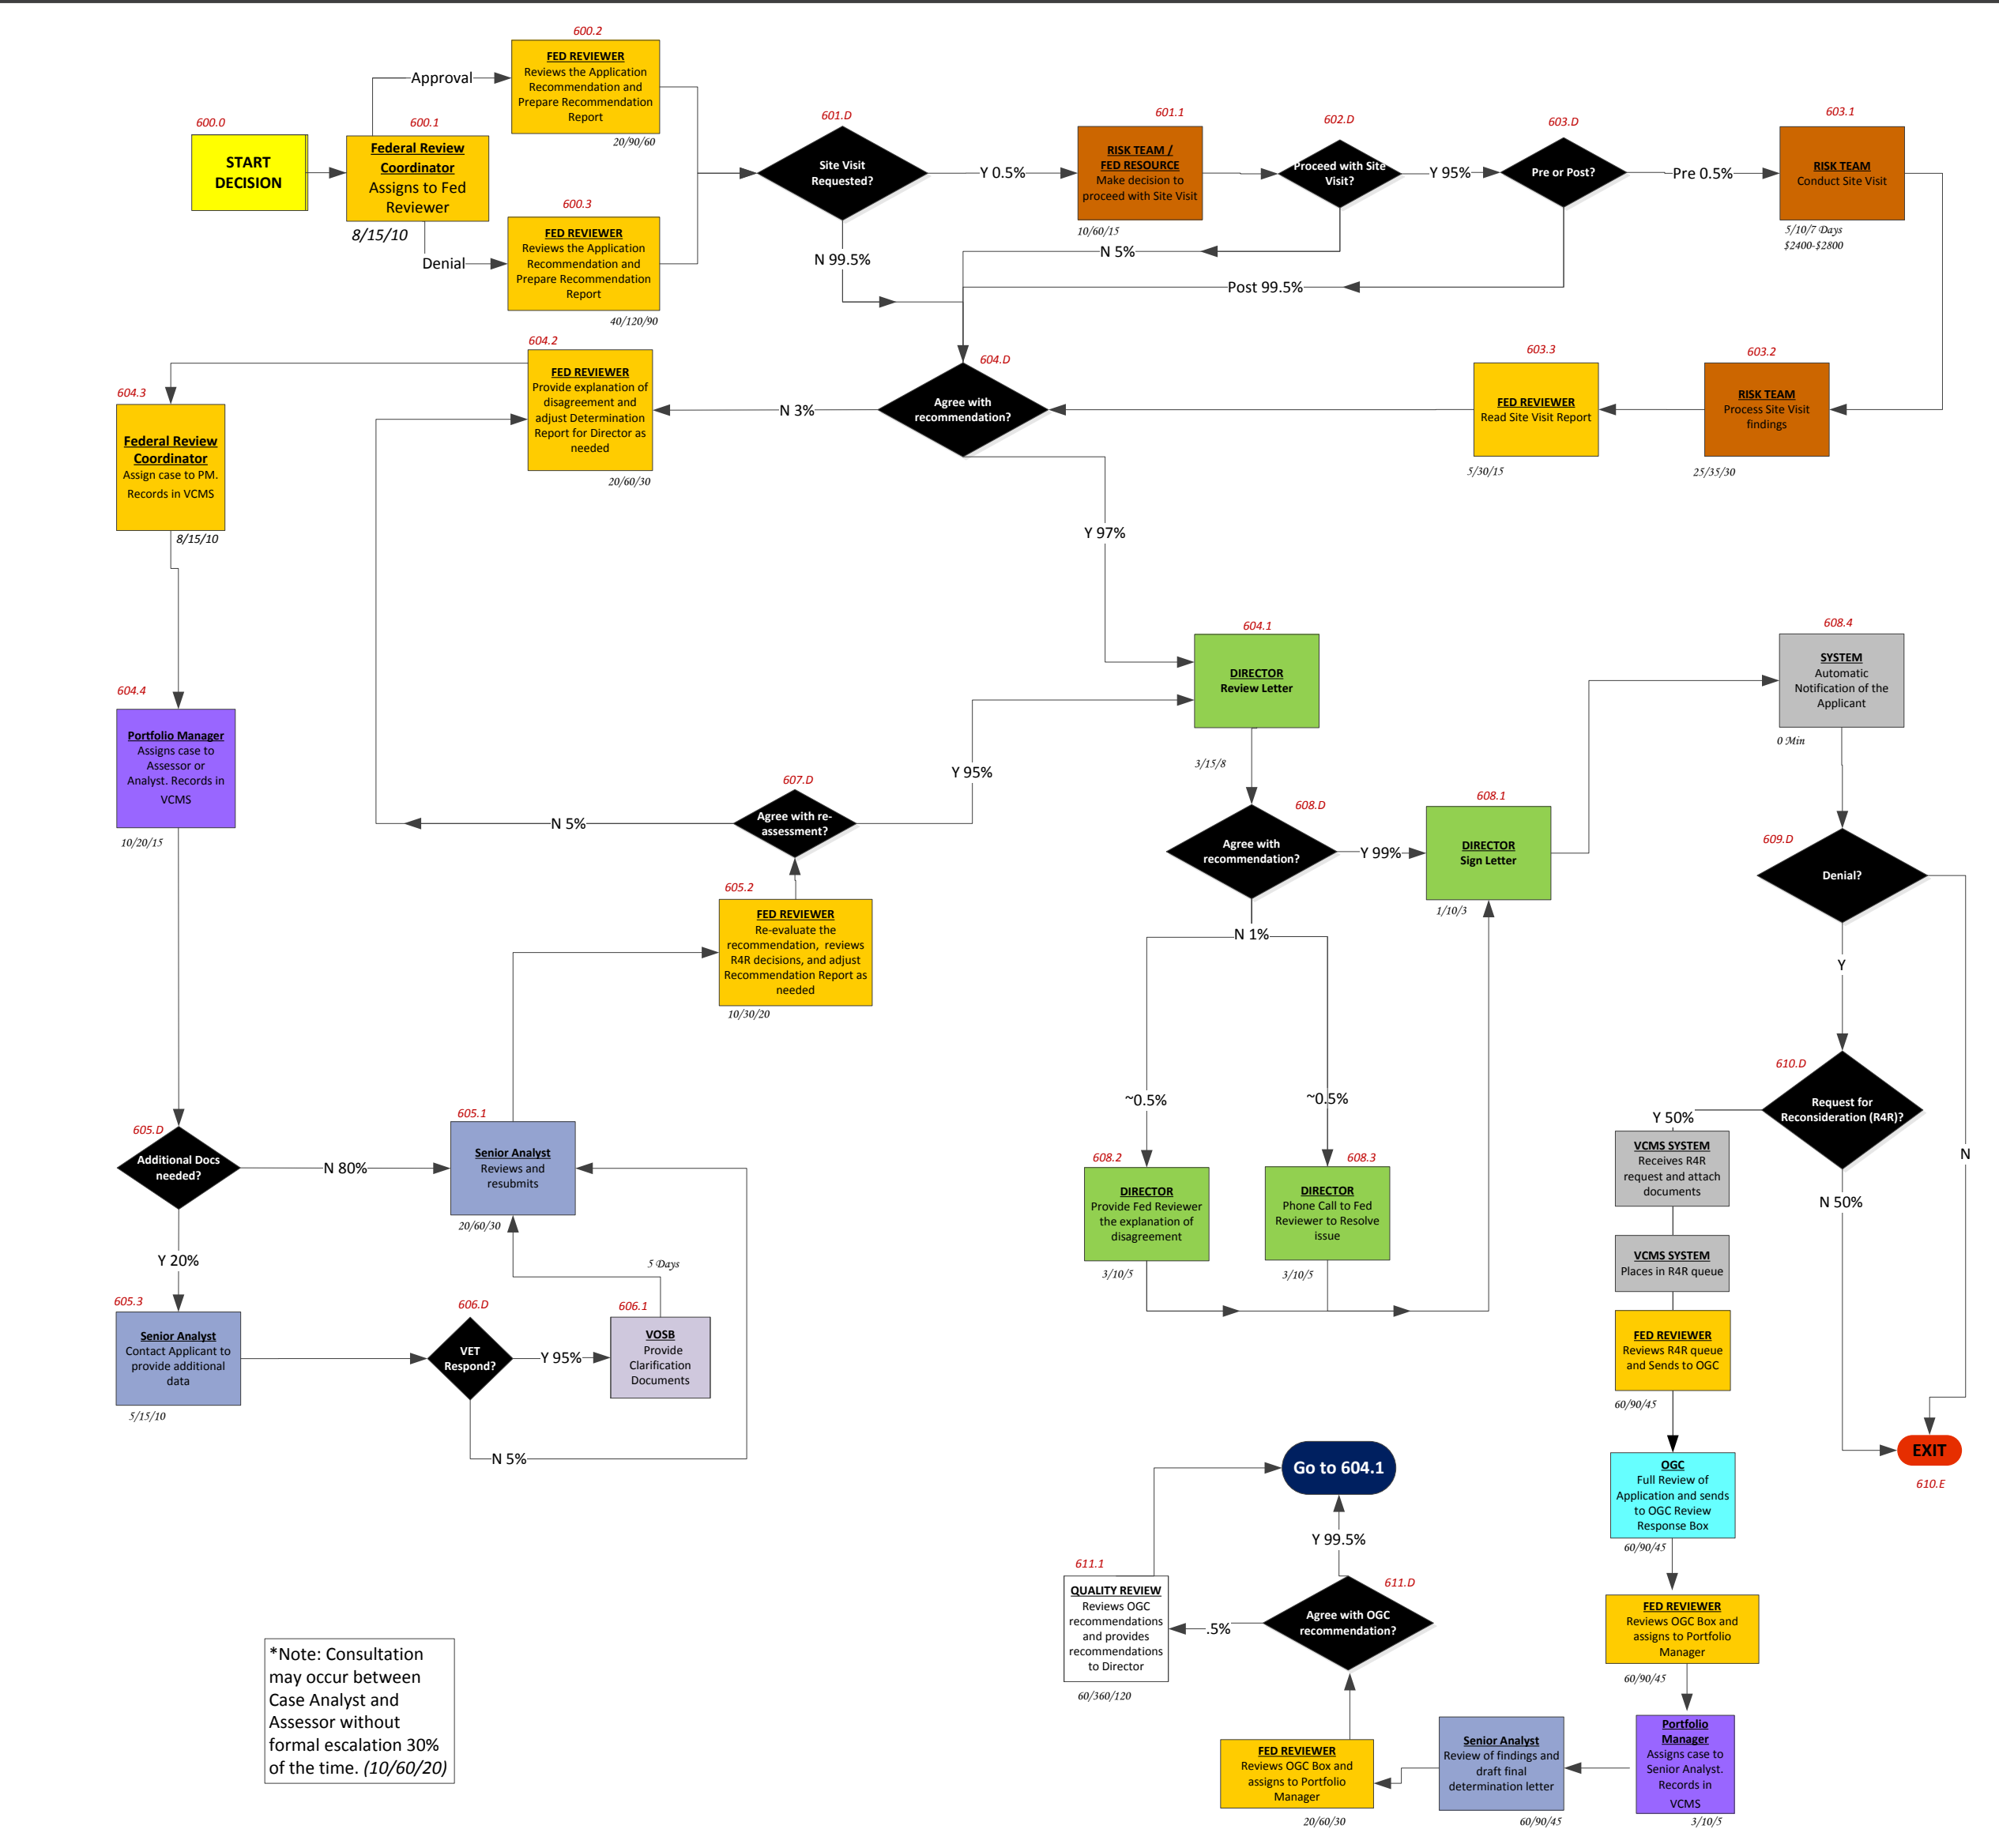 600.0
START
DECISION
600.1
Federal Review
Coordinator
Assigns to Fed
Reviewer
8/15/10
Approval
Denial
600.2
FED REVIEWER
Reviews the Application
Recommendation and
Prepare Recommendation
Report
20/90/60
600.3
FED REVIEWER
Reviews the Application
Recommendation and
Prepare Recommendation
Report
40/120/90
601.D
Site Visit
Requested?
Y 0.5%
N 99.5%
601.1
RISK TEAM /
FED RESOURCE
Make decision to
proceed with Site Visit
10/60/15
602.D
Proceed with Site
Visit?
Y 95%
N 5%
603.D
Pre or Post?
Pre 0.5%
Post 99.5%
603.1
RISK TEAM
Conduct Site Visit
5/10/7 Days
$2400-$2800
603.2
RISK TEAM
Process Site Visit
findings
25/35/30
603.3
FED REVIEWER
Read Site Visit Report
5/30/15
604.D
Agree with
recommendation?
N 3%
Y 97%
604.2
FED REVIEWER
Provide explanation of
disagreement and
adjust Determination
Report for Director as
needed
20/60/30
604.3
Federal Review
Coordinator
Assign case to PM.
Records in VCMS
8/15/10
604.4
Portfolio Manager
Assigns case to
Assessor or
Analyst. Records in
VCMS
10/20/15
604.1
DIRECTOR
Review Letter
3/15/8
608.4
SYSTEM
Automatic
Notification of the
Applicant
0 Min
607.D
Agree with re-
assessment?
N 5%
Y 95%
608.D
Agree with
recommendation?
Y 99%
N 1%
608.1
DIRECTOR
Sign Letter
1/10/3
609.D
Denial?
Y
N
605.2
FED REVIEWER
Re-evaluate the
recommendation, reviews
R4R decisions, and adjust
Recommendation Report as
needed
10/30/20
~0.5%
~0.5%
608.2
DIRECTOR
Provide Fed Reviewer
the explanation of
disagreement
3/10/5
608.3
DIRECTOR
Phone Call to Fed
Reviewer to Resolve
issue
3/10/5
610.D
Request for
Reconsideration (R4R)?
Y 50%
N 50%
605.D
Additional Docs
needed?
N 80%
Y 20%
605.1
Senior Analyst
Reviews and
resubmits
20/60/30
5 Days
605.3
Senior Analyst
Contact Applicant to
provide additional
data
5/15/10
606.D
VET
Respond?
Y 95%
N 5%
606.1
VOSB
Provide
Clarification
Documents
VCMS SYSTEM
Receives R4R
request and attach
documents
VCMS SYSTEM
Places in R4R queue
FED REVIEWER
Reviews R4R queue
and Sends to OGC
60/90/45
EXIT
610.E
OGC
Full Review of
Application and sends
to OGC Review
Response Box
60/90/45
FED REVIEWER
Reviews OGC Box and
assigns to Portfolio
Manager
60/90/45
Portfolio
Manager
Assigns case to
Senior Analyst.
Records in
VCMS
3/10/5
Senior Analyst
Review of findings and
draft final
determination letter
60/90/45
FED REVIEWER
Reviews OGC Box and
assigns to Portfolio
Manager
20/60/30
611.D
Agree with OGC
recommendation?
Y 99.5%
.5%
611.1
QUALITY REVIEW
Reviews OGC
recommendations
and provides
recommendations
to Director
60/360/120
Go to 604.1
*Note: Consultation
may occur between
Case Analyst and
Assessor without
formal escalation 30%
of the time. (10/60/20)